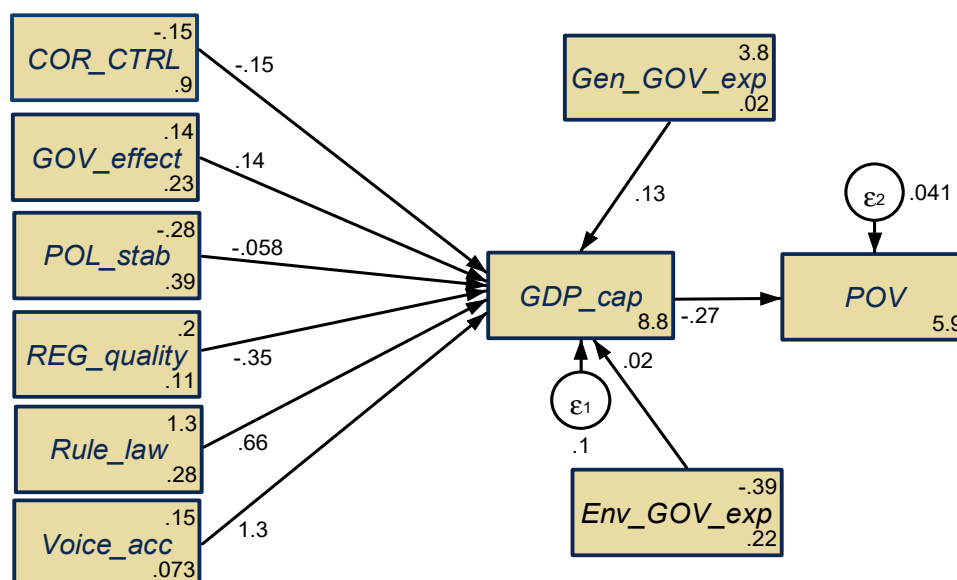 -.15
COR_CTRL
.9
-.15
.14
GOV_effect
.23
.14
-.28
POL_stab
.39
-.058
.2
REG_quality
.11
-.35
1.3
Rule_law
.28
.66
.15
Voice_acc
.073
1.3
3.8
Gen_GOV_exp
.02
.13
GDP_cap
8.8
-.27
ε1
.1
.02
-.39
Env_GOV_exp
.22
ε2
.041
POV
5.9